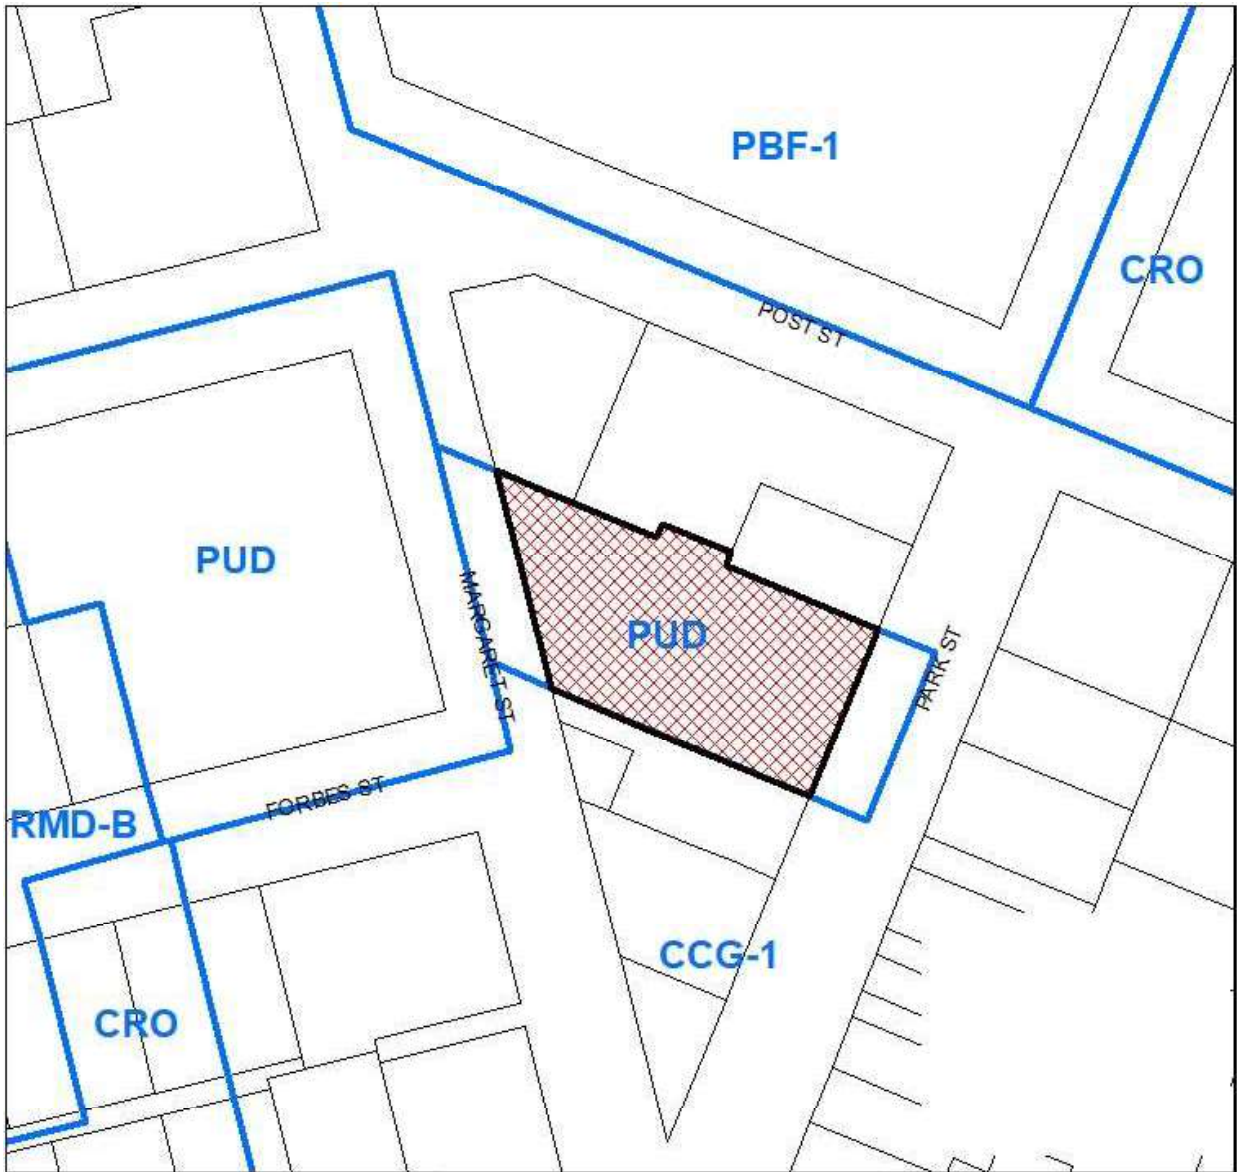 PBF-1
CRO
POST ST
PUD
MARGARET ST
PUD
PARK ST
FORBES ST
RMD-B
CCG-1
CRO